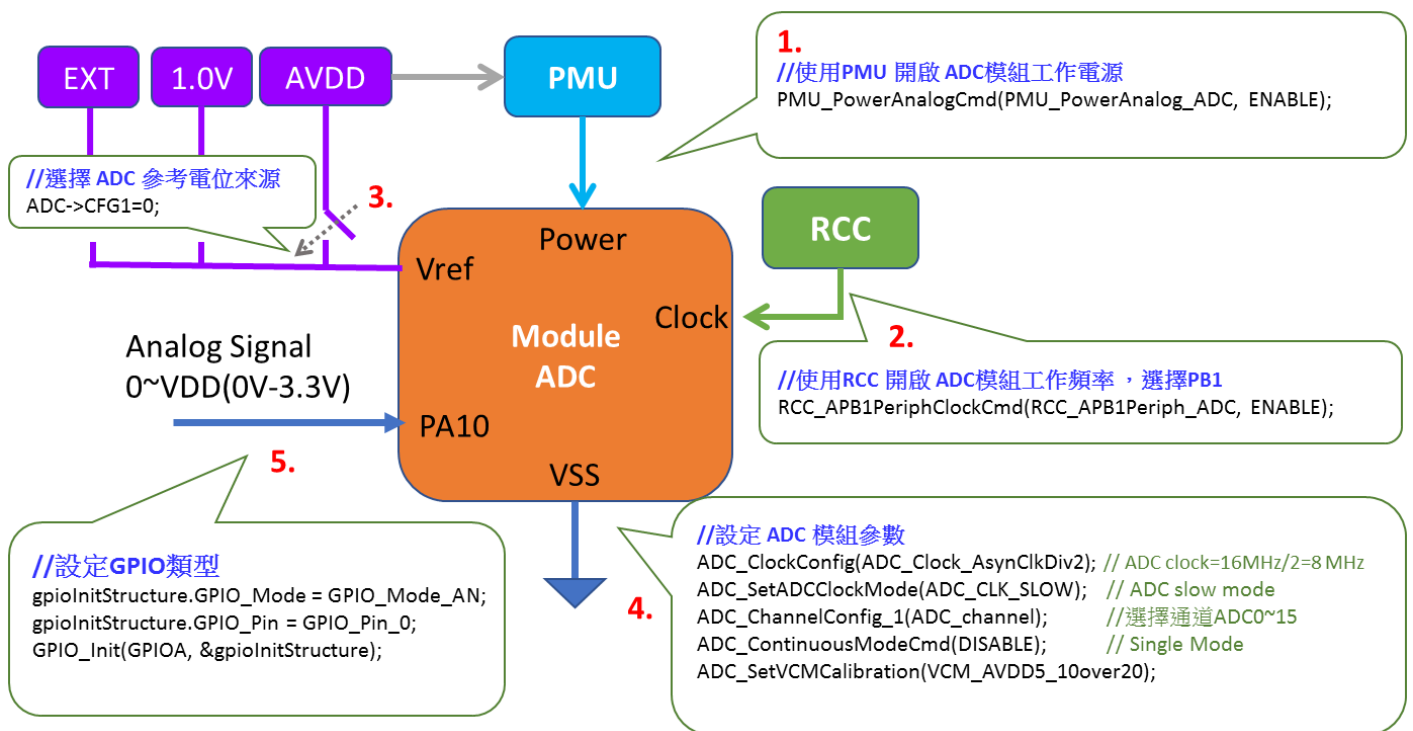 EXT
1.0V
AVDD
PMU
1.
//使用PMU 開啟 ADC模組工作電源
PMU_PowerAnalogCmd(PMU_PowerAnalog_ADC, ENABLE);
//選擇 ADC 參考電位來源
ADC->CFG1=0;
3.
RCC
Power
Vref
Clock
Module
ADC
2.
//使用RCC 開啟 ADC模組工作頻率，選擇PB1
RCC_APB1PeriphClockCmd(RCC_APB1Periph_ADC, ENABLE);
Analog Signal
0~VDD(0V-3.3V)
PA10
VSS
5.
//設定GPIO類型
gpioInitStructure.GPIO_Mode = GPIO_Mode_AN;
gpioInitStructure.GPIO_Pin = GPIO_Pin_0;
GPIO_Init(GPIOA, &gpioInitStructure);
4.
//設定 ADC 模組參數
ADC_ClockConfig(ADC_Clock_AsynClkDiv2); // ADC clock=16MHz/2=8 MHz
ADC_SetADCClockMode(ADC_CLK_SLOW); // ADC slow mode
ADC_ChannelConfig_1(ADC_channel); //選擇通道ADC0~15
ADC_ContinuousModeCmd(DISABLE); // Single Mode
ADC_SetVCMCalibration(VCM_AVDD5_10over20);